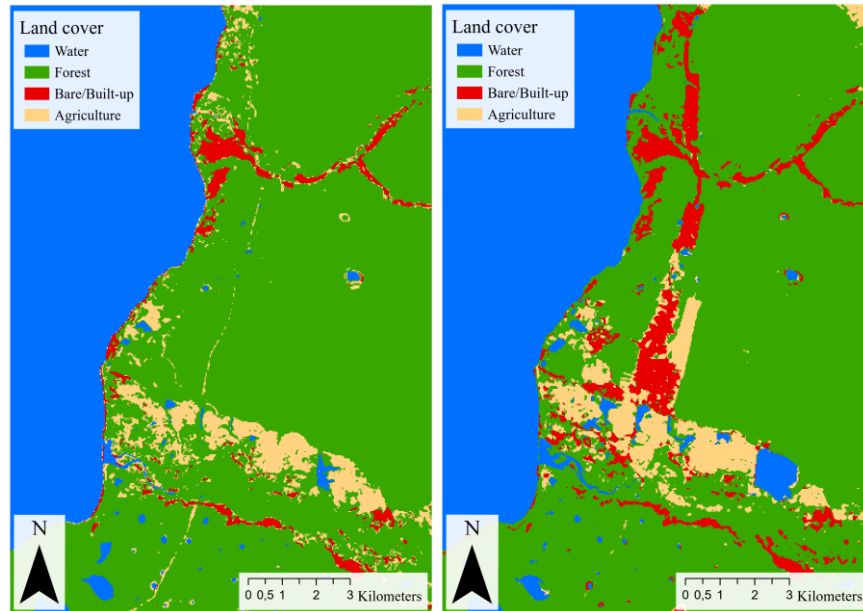 Land cover
Water
Forest
Bare/Built-up
Agriculture
N
0 0,5 1 2 3 Kilometers
Land cover
Water
Forest
Bare/Built-up
Agriculture
N
0 0,5 1 2 3 Kilometers